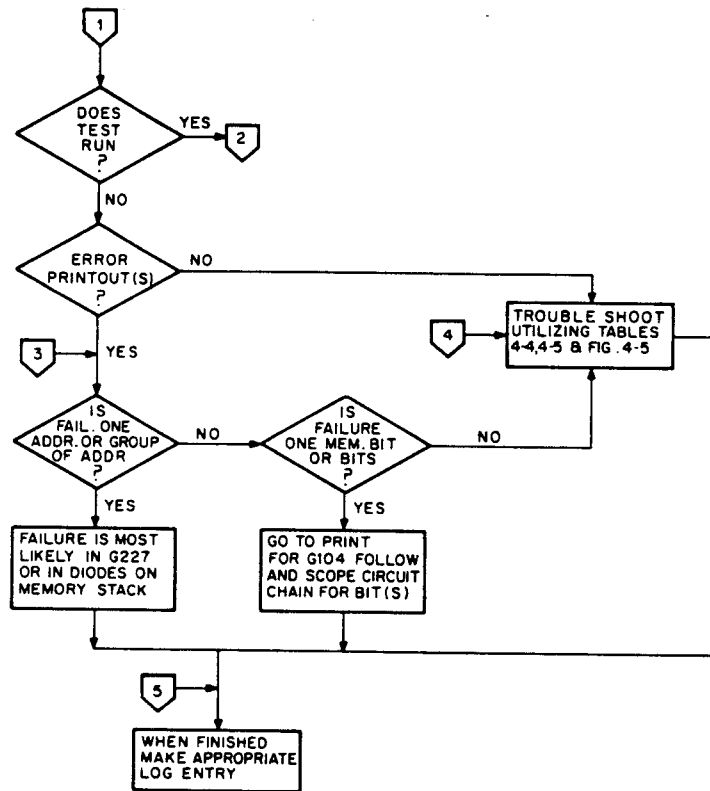 1
DOES
TEST
RUN
?
YES
2
NO
ERROR
PRINTOUT(S)
?
NO
3
YES
4
TROUBLE SHOOT
UTILIZING TABLES
4-4,4-5 & FIG. 4-5
IS
FAIL. ONE
ADDR. OR GROUP
OF ADDR
?
NO
IS
FAILURE
ONE MEM. BIT
OR BITS
?
NO
YES
YES
FAILURE IS MOST
LIKELY IN G227
OR IN DIODES ON
MEMORY STACK
GO TO PRINT
FOR G104 FOLLOW
AND SCOPE CIRCUIT
CHAIN FOR BIT(S)
5
WHEN FINISHED
MAKE APPROPRIATE
LOG ENTRY